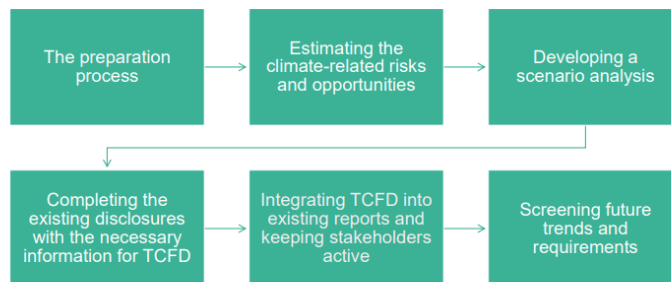 The preparation
process
Estimating the
climate-related risks
and opportunities
Developing a
scenario analysis
Completing the
existing disclosures
with the necessary
information for TCFD
Integrating TCFD into
existing reports and
keeping stakeholders
active
Screening future
trends and
requirements